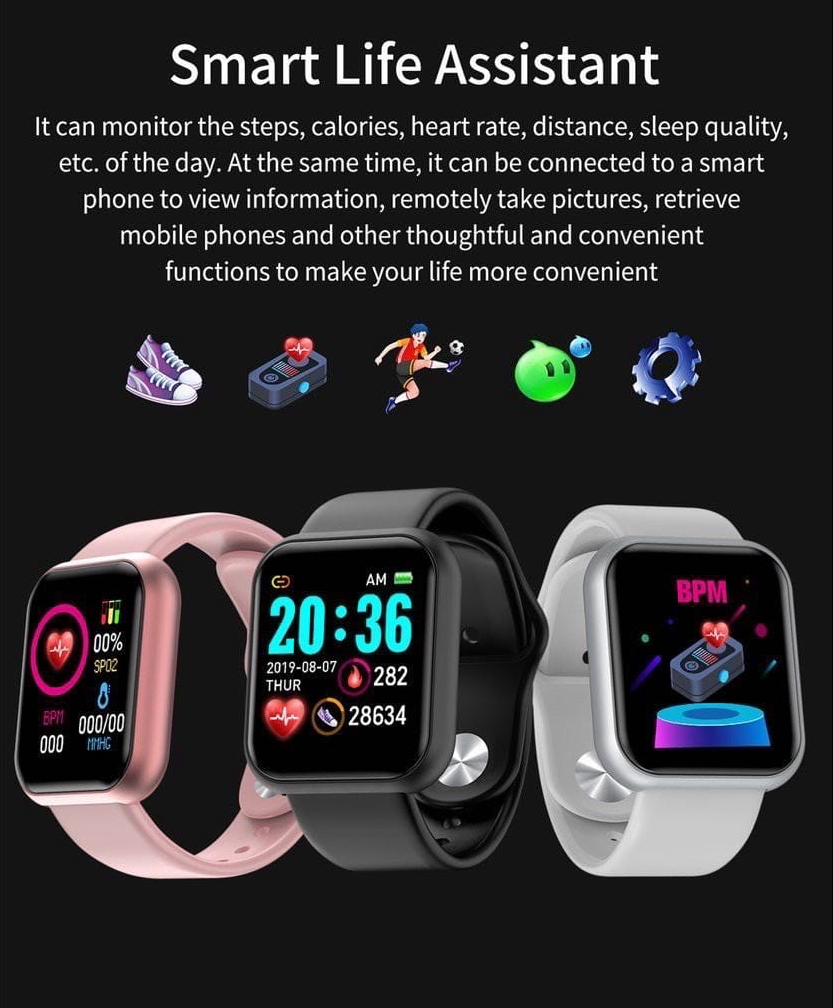 Smart Life Assistant
It can monitor the steps, calories, heart rate, distance, sleep quality,
etc. of the day. At the same time, it can be connected to a smart
phone to view information, remotely take pictures, retrieve
mobile phones and other thoughtful and convenient
functions to make your life more convenient
00%
SPO2
BPM
000
000/00
MMHG
AM
20:36
2019-08-07
THUR
282
28634
BPM